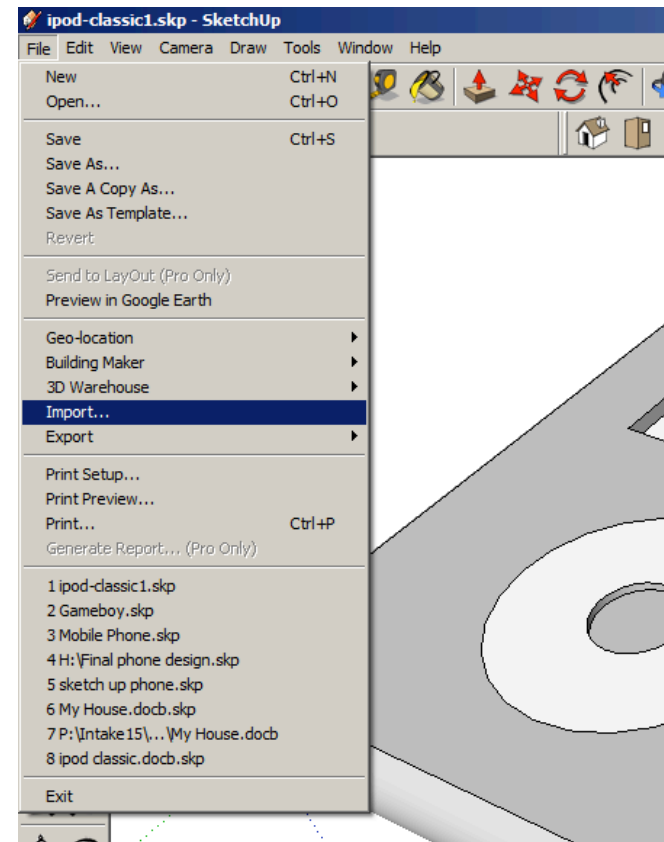 ipod-classic1.skp - SketchUp
File Edit View Camera Draw Tools Window Help
New Ctrl+N
Open... Ctrl+O
Save Ctrl+S
Save As...
Save A Copy As...
Save As Template...
Revert
Send to LayOut (Pro Only)
Preview in Google Earth
Geo-location
Building Maker
3D Warehouse
Import...
Export
Print Setup...
Print Preview...
Print... Ctrl+P
Generate Report... (Pro Only)
1 ipod-classic1.skp
2 Gameboy.skp
3 Mobile Phone.skp
4 H:\Final phone design.skp
5 sketch up phone.skp
6 My House.docb.skp
7 P:\Intake15\...\My House.docb
8 ipod classic.docb.skp
Exit